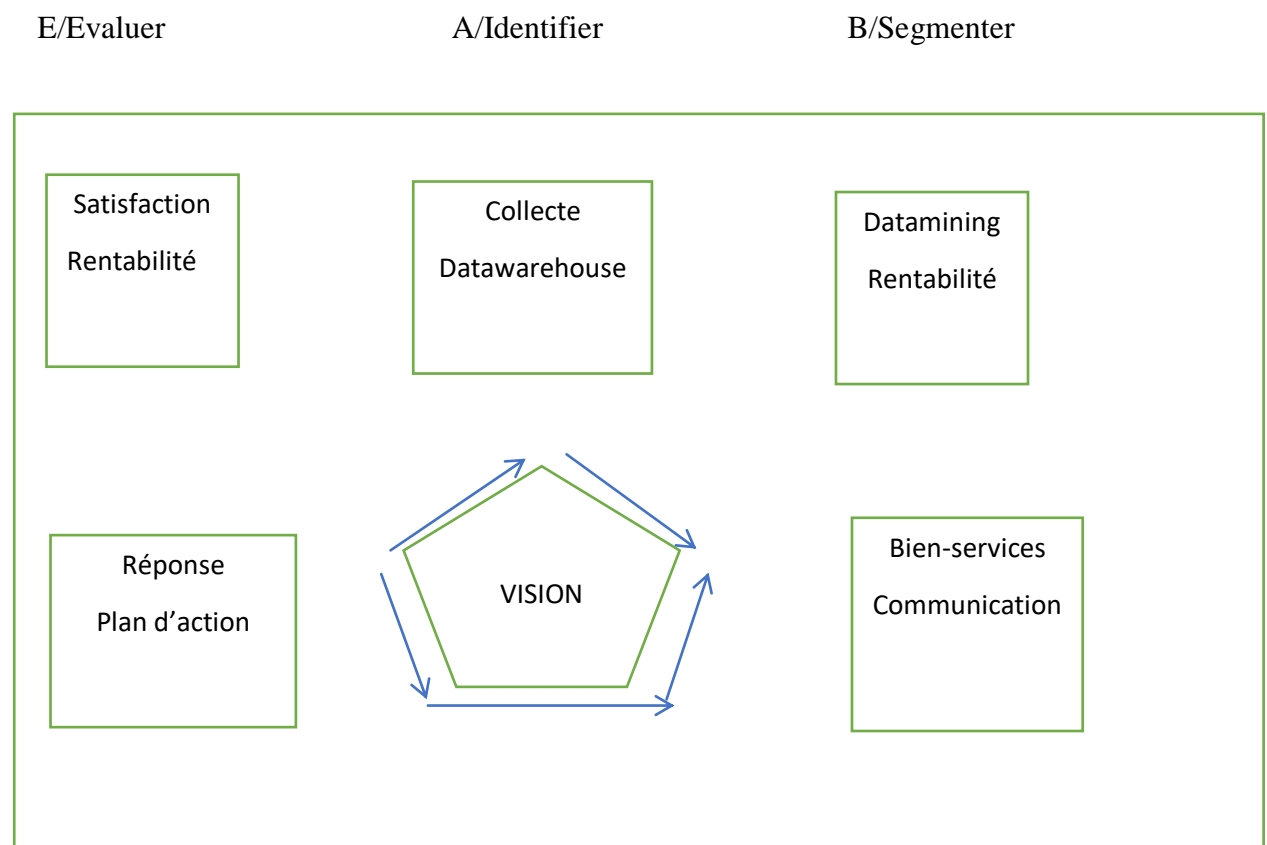 E/Evaluer A/Identifier B/Segmenter
Satisfaction
Rentabilité
Collecte
Datawarehouse
Datamining
Rentabilité
Réponse
Plan d’action
VISION
Bien-services
Communication